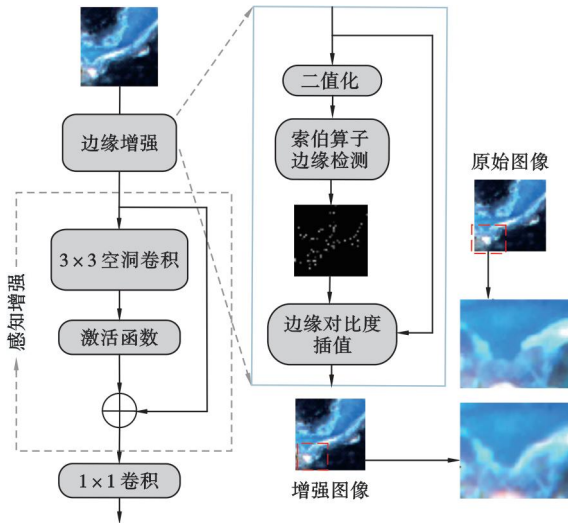 边缘增强
感知增强
3×3空洞卷积
激活函数
1×1卷积
二值化
索伯算子
边缘检测
边缘对比度
插值
原始图像
增强图像